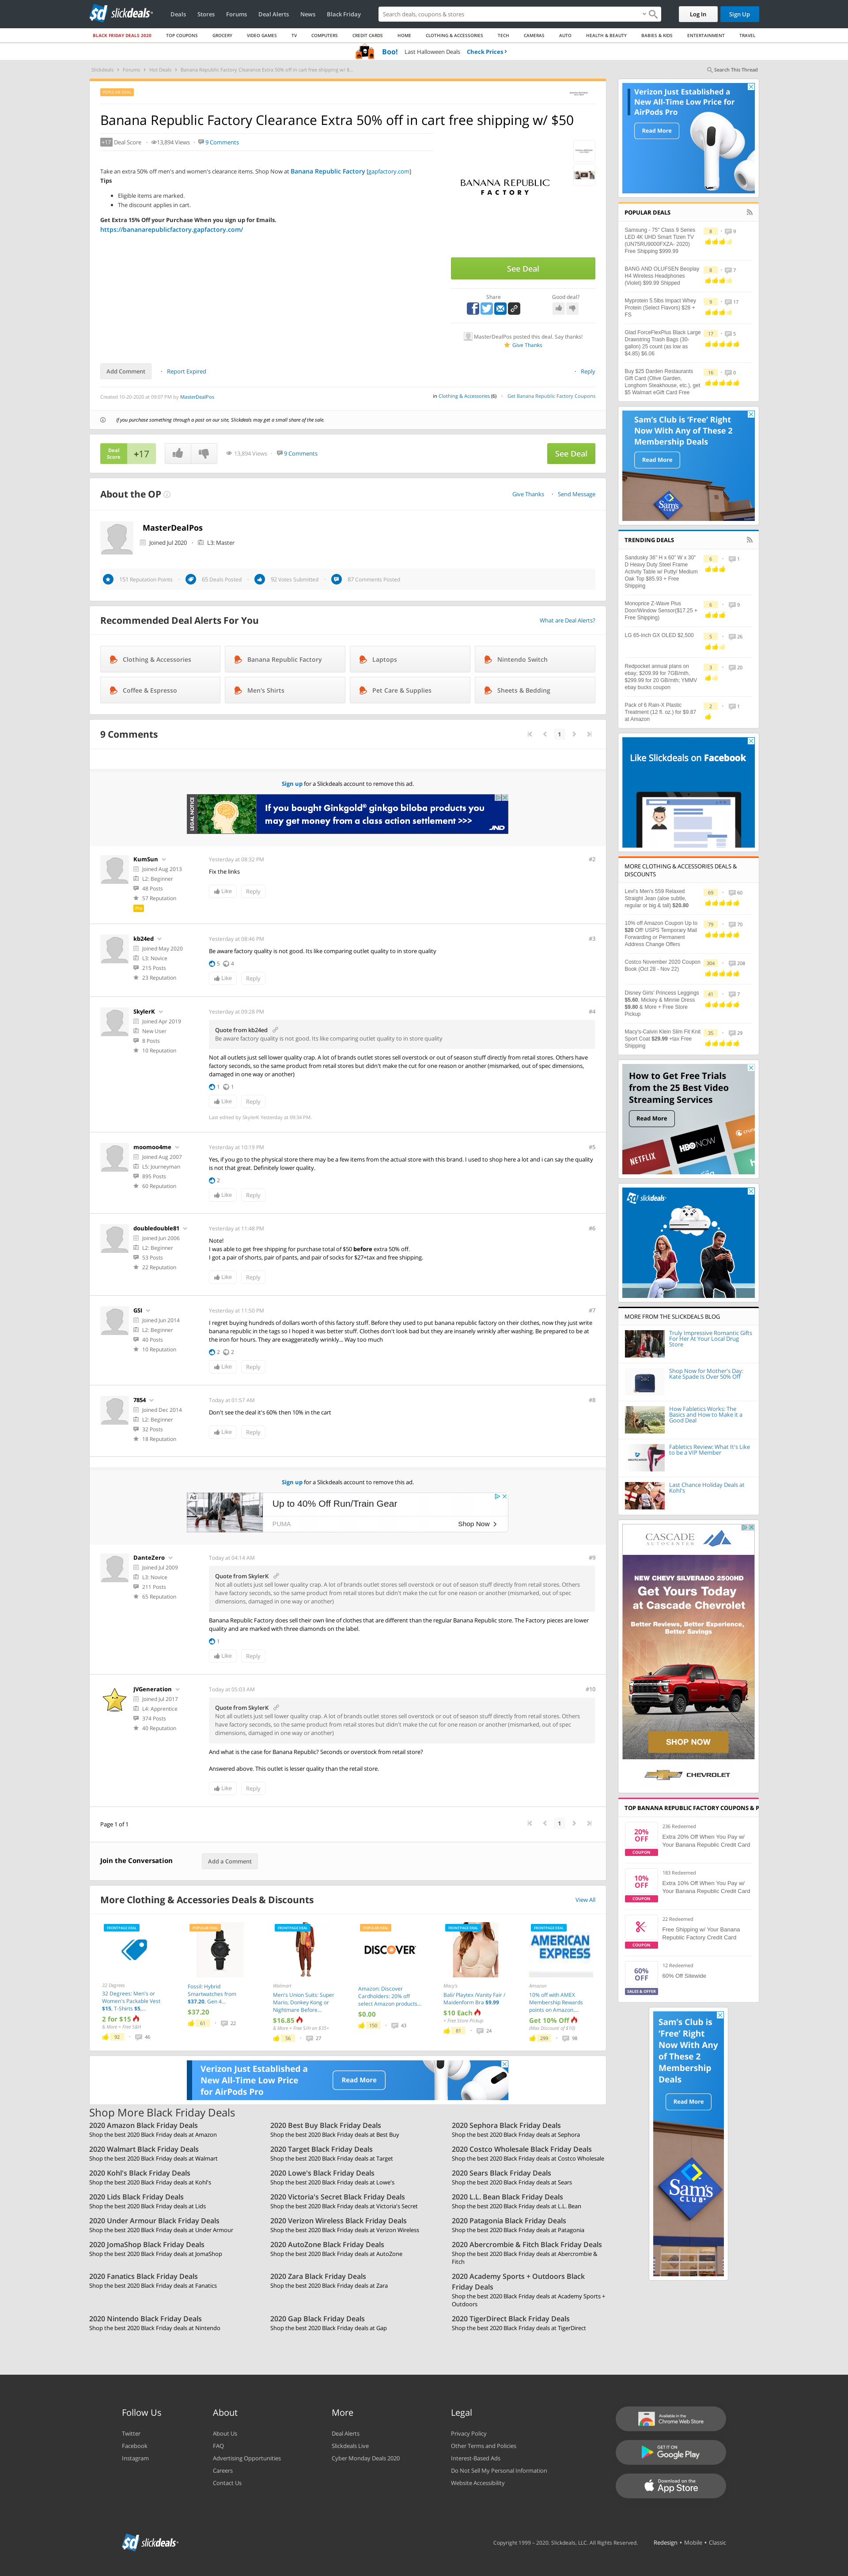 sd slickdeals
Deals Stores Forums Deal Alerts News Black Friday
Search deals, coupons & stores
Log In Sign Up
BLACK FRIDAY DEALS 2020 TOP COUPONS GROCERY VIDEO GAMES TV COMPUTERS CREDIT CARDS HOME CLOTHING & ACCESSORIES TECH CAMERAS AUTO HEALTH & BEAUTY BABIES & KIDS ENTERTAINMENT TRAVEL
Boo! Last Halloween Deals Check Prices ›
Slickdeals › Forums › Hot Deals › Banana Republic Factory Clearance Extra 50% off in cart free shipping w/ $...
Search This Thread
POPULAR DEAL
Banana Republic Factory Clearance Extra 50% off in cart free shipping w/ $50
+17 Deal Score 13,894 Views 9 Comments
Take an extra 50% off men's and women's clearance items. Shop Now at Banana Republic Factory [gapfactory.com]
Tips
Eligible items are marked.
The discount applies in cart.
Get Extra 15% Off your Purchase When you sign up for Emails.
https://bananarepublicfactory.gapfactory.com/
BANANA REPUBLIC
FACTORY
See Deal
Share Good deal?
MasterDealPos posted this deal. Say thanks!
Give Thanks
Add Comment Report Expired Reply
Created 10-25-2020 at 09:07 PM by MasterDealPos
in Clothing & Accessories (6) Get Banana Republic Factory Coupons
If you purchase something through a post on our site, Slickdeals may get a small share of the sale.
Deal
Score +17 13,894 Views 9 Comments See Deal
About the OP Give Thanks Send Message
MasterDealPos
Joined Jul 2020 L3: Master
151 Reputation Points 65 Deals Posted 92 Votes Submitted 87 Comments Posted
Recommended Deal Alerts For You What are Deal Alerts?
Clothing & Accessories Banana Republic Factory Laptops Nintendo Switch
Coffee & Espresso Men's Shirts Pet Care & Supplies Sheets & Bedding
9 Comments 1
Sign up for a Slickdeals account to remove this ad.
LEGAL NOTICE
If you bought Ginkgold® ginkgo biloba products you
may get money from a class action settlement >>>
JND
KumSun Yesterday at 08:32 PM #2
Joined Aug 2013
L2: Beginner
48 Posts
57 Reputation
Pro
Fix the links
Like Reply
kb24ed Yesterday at 08:46 PM #3
Joined May 2020
L3: Novice
215 Posts
23 Reputation
Be aware factory quality is not good. Its like comparing outlet quality to in store quality
5 4
Like Reply
SkylerK Yesterday at 09:28 PM #4
Joined Apr 2019
New User
8 Posts
10 Reputation
Quote from kb24ed
Be aware factory quality is not good. Its like comparing outlet quality to in store quality
Not all outlets just sell lower quality crap. A lot of brands outlet stores sell overstock or out of season stuff directly from retail stores. Others have
factory seconds, so the same product from retail stores but didn't make the cut for one reason or another (mismarked, out of spec dimensions,
damaged in one way or another)
1 1
Like Reply
Last edited by SkylerK Yesterday at 09:34 PM.
moomoo4me Yesterday at 10:19 PM #5
Joined Aug 2007
L5: Journeyman
895 Posts
60 Reputation
Yes, if you go to the physical store there may be a few items from the actual store with this brand. I used to shop here a lot and i can say the quality
is not that great. Definitely lower quality.
2
Like Reply
doubledouble81 Yesterday at 11:48 PM #6
Joined Jun 2006
L2: Beginner
53 Posts
22 Reputation
Note!
I was able to get free shipping for purchase total of $50 before extra 50% off.
I got a pair of shorts, pair of pants, and pair of socks for $27+tax and free shipping.
Like Reply
GSI Yesterday at 11:50 PM #7
Joined Jun 2014
L2: Beginner
40 Posts
10 Reputation
I regret buying hundreds of dollars worth of this factory stuff before. They used to put banana republic factory on their clothes, now they just write
banana republic in the tags so I hoped it was better stuff. Clothes don't look bad but they are insanely wrinkly after washing. Be prepared to be at
the iron for hours. They are exaggeratedly wrinkly... Way too much
2 2
Like Reply
7854 Today at 01:57 AM #8
Joined Dec 2014
L2: Beginner
32 Posts
18 Reputation
Don't see the deal it's 60% then 10% in the cart
Like Reply
Sign up for a Slickdeals account to remove this ad.
Ad
Up to 40% Off Run/Train Gear
PUMA Shop Now
DanteZero Today at 04:14 AM #9
Joined Jul 2009
L3: Novice
211 Posts
65 Reputation
Quote from SkylerK
Not all outlets just sell lower quality crap. A lot of brands outlet stores sell overstock or out of season stuff directly from retail stores. Others
have factory seconds, so the same product from retail stores but didn't make the cut for one reason or another (mismarked, out of spec
dimensions, damaged in one way or another)
Banana Republic Factory does sell their own line of clothes that are different than the regular Banana Republic store. The Factory pieces are lower
quality and are marked with three diamonds on the label.
1
Like Reply
JVGeneration Today at 05:03 AM #10
Joined Jul 2017
L4: Apprentice
374 Posts
40 Reputation
Quote from SkylerK
Not all outlets just sell lower quality crap. A lot of brands outlet stores sell overstock or out of season stuff directly from retail stores. Others
have factory seconds, so the same product from retail stores but didn't make the cut for one reason or another (mismarked, out of spec
dimensions, damaged in one way or another)
And what is the case for Banana Republic? Seconds or overstock from retail store?
Answered above. This outlet is lesser quality than the retail store.
Like Reply
Page 1 of 1 1
Join the Conversation Add a Comment
More Clothing & Accessories Deals & Discounts View All
FRONTPAGE DEAL
32 Degrees
32 Degrees: Men's or
Women's Packable Vest
$15, T-Shirts $5,...
2 for $15
& More + Free S&H
92 46
POPULAR DEAL
Fossil: Hybrid
Smartwatches from
$37.20, Gen 4...
$37.20
61 22
FRONTPAGE DEAL
Walmart
Men's Union Suits: Super
Mario, Donkey Kong or
Nightmare Before...
$16.85
& More + Free S/H on $35+
56 27
POPULAR DEAL
DISCOVER
Amazon: Discover
Cardholders: 20% off
select Amazon products...
$0.00
150 43
FRONTPAGE DEAL
Macy's
Bali/ Playtex /Vanity Fair /
Maidenform Bra $9.99
$10 Each
+ Free Store Pickup
81 24
FRONTPAGE DEAL
AMERICAN
EXPRESS
Amazon
10% off with AMEX
Membership Rewards
points on Amazon....
Get 10% Off
(Max Discount of $15)
299 98
Verizon Just Established a
New All-Time Low Price
for AirPods Pro
Read More
Shop More Black Friday Deals
2020 Amazon Black Friday Deals
Shop the best 2020 Black Friday deals at Amazon
2020 Best Buy Black Friday Deals
Shop the best 2020 Black Friday deals at Best Buy
2020 Sephora Black Friday Deals
Shop the best 2020 Black Friday deals at Sephora
2020 Walmart Black Friday Deals
Shop the best 2020 Black Friday deals at Walmart
2020 Target Black Friday Deals
Shop the best 2020 Black Friday deals at Target
2020 Costco Wholesale Black Friday Deals
Shop the best 2020 Black Friday deals at Costco Wholesale
2020 Kohl's Black Friday Deals
Shop the best 2020 Black Friday deals at Kohl's
2020 Lowe's Black Friday Deals
Shop the best 2020 Black Friday deals at Lowe's
2020 Sears Black Friday Deals
Shop the best 2020 Black Friday deals at Sears
2020 Lids Black Friday Deals
Shop the best 2020 Black Friday deals at Lids
2020 Victoria's Secret Black Friday Deals
Shop the best 2020 Black Friday deals at Victoria's Secret
2020 L.L. Bean Black Friday Deals
Shop the best 2020 Black Friday deals at L.L. Bean
2020 Under Armour Black Friday Deals
Shop the best 2020 Black Friday deals at Under Armour
2020 Verizon Wireless Black Friday Deals
Shop the best 2020 Black Friday deals at Verizon Wireless
2020 Patagonia Black Friday Deals
Shop the best 2020 Black Friday deals at Patagonia
2020 JomaShop Black Friday Deals
Shop the best 2020 Black Friday deals at JomaShop
2020 AutoZone Black Friday Deals
Shop the best 2020 Black Friday deals at AutoZone
2020 Abercrombie & Fitch Black Friday Deals
Shop the best 2020 Black Friday deals at Abercrombie &
Fitch
2020 Fanatics Black Friday Deals
Shop the best 2020 Black Friday deals at Fanatics
2020 Zara Black Friday Deals
Shop the best 2020 Black Friday deals at Zara
2020 Academy Sports + Outdoors Black
Friday Deals
Shop the best 2020 Black Friday deals at Academy Sports +
Outdoors
2020 Nintendo Black Friday Deals
Shop the best 2020 Black Friday deals at Nintendo
2020 Gap Black Friday Deals
Shop the best 2020 Black Friday deals at Gap
2020 TigerDirect Black Friday Deals
Shop the best 2020 Black Friday deals at TigerDirect
Verizon Just Established a
New All-Time Low Price for
AirPods Pro
Read More
POPULAR DEALS
Samsung - 75" Class 9 Series
LED 4K UHD Smart Tizen TV
(UN75RU9000FXZA- 2020)
Free Shipping $999.99
8 9
BANG AND OLUFSEN Beoplay
H4 Wireless Headphones
(Violet) $99.99 Shipped
8 7
Myprotein 5.5lbs Impact Whey
Protein (Select Flavors) $28 +
FS
9 17
Glad ForceFlexPlus Black Large
Drawstring Trash Bags (30-
gallon) 25 count (as low as
$4.85) $6.06
17 5
Buy $25 Darden Restaurants
Gift Card (Olive Garden,
Longhorn Steakhouse, etc.), get
$5 Walmart eGift Card Free
16 0
Sam's Club is 'Free' Right
Now With Any of These 2
Membership Deals
Read More
Sam's
TRENDING DEALS
Sandusky 36" H x 60" W x 30"
D Heavy Duty Steel Frame
Activity Table w/ Putty/ Medium
Oak Top $85.93 + Free
Shipping
6 1
Monoprice Z-Wave Plus
Door/Window Sensor($17.25 +
Free Shipping)
6 9
LG 65-Inch GX OLED $2,500
5 26
Redpocket annual plans on
ebay; $209.99 for 7GB/mth,
$299.99 for 20 GB/mth; YMMV
ebay bucks coupon
3 20
Pack of 6 Rain-X Plastic
Treatment (12 fl. oz.) for $9.87
at Amazon
2 1
Like Slickdeals on Facebook
MORE CLOTHING & ACCESSORIES DEALS &
DISCOUNTS
Levi's Men's 559 Relaxed
Straight Jean (aloe subtle,
regular or big & tall) $20.80
69 60
10% off Amazon Coupon Up to
$20 Off! USPS Temporary Mail
Forwarding or Permanent
Address Change Offers
79 76
Costco November 2020 Coupon
Book (Oct 28 - Nov 22)
304 208
Disney Girls' Princess Leggings
$5.60, Mickey & Minnie Dress
$9.80 & More + Free Store
Pickup
41 7
Macy's-Calvin Klein Slim Fit Knit
Sport Coat $29.99 +tax Free
Shipping
35 29
How to Get Free Trials
from the 25 Best Video
Streaming Services
Read More
NETFLIX HBO NOW
sd slickdeals
MORE FROM THE SLICKDEALS BLOG
Truly Impressive Romantic Gifts
For Her At Your Local Drug
Store
Shop Now for Mother's Day:
Kate Spade Is Over 50% Off
How Fabletics Works: The
Basics and How to Make it a
Good Deal
Fabletics Review: What It's Like
to be a VIP Member
Last Chance Holiday Deals at
Kohl's
CASCADE
AUTOCENTER
NEW CHEVY SILVERADO 2500HD
Get Yours Today
at Cascade Chevrolet
Better Reviews, Better Experience,
Better Savings
SHOP NOW
CHEVROLET
TOP BANANA REPUBLIC FACTORY COUPONS & P
20%
OFF
COUPON
236 Redeemed
Extra 20% Off When You Pay w/
Your Banana Republic Credit Card
10%
OFF
COUPON
183 Redeemed
Extra 10% Off When You Pay w/
Your Banana Republic Credit Card
COUPON
22 Redeemed
Free Shipping w/ Your Banana
Republic Factory Credit Card
60%
OFF
SALES & OFFER
12 Redeemed
60% Off Sitewide
Sam's Club is
'Free' Right
Now With Any
of These 2
Membership
Deals
Read More
Sam's
CLUB
Follow Us About More Legal
Twitter About Us Deal Alerts Privacy Policy
Facebook FAQ Slickdeals Live Other Terms and Policies
Instagram Advertising Opportunities Cyber Monday Deals 2020 Interest-Based Ads
Careers Do Not Sell My Personal Information
Contact Us Website Accessibility
Available in the
Chrome Web Store
GET IT ON
Google Play
Download on the
App Store
sd slickdeals
Copyright 1999 - 2020. Slickdeals, LLC. All Rights Reserved. Redesign • Mobile • Classic